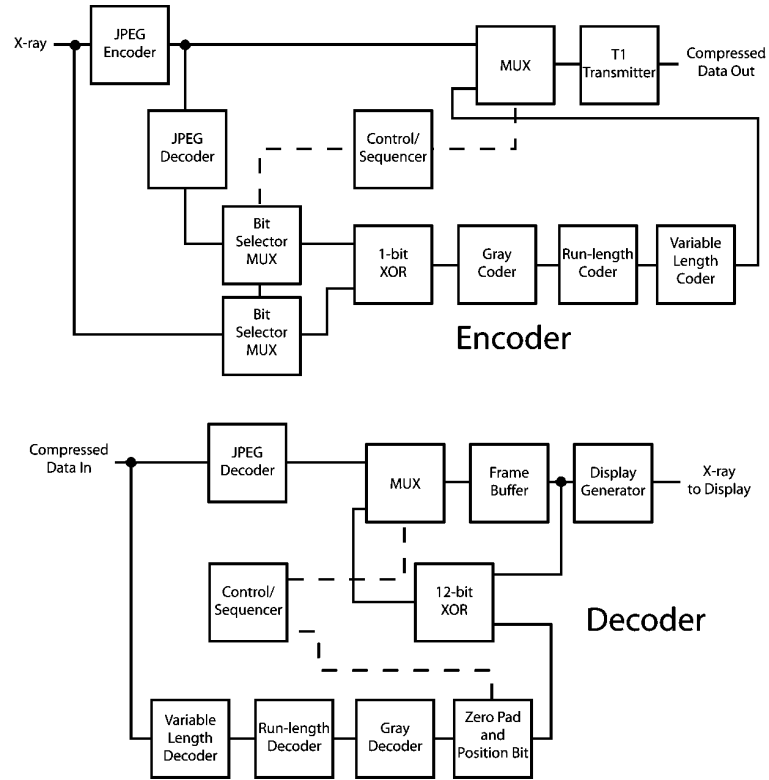 X-ray
JPEG
Encoder
MUX
T1
Transmitter
Compressed
Data Out
JPEG
Decoder
Control/
Sequencer
Bit
Selector
MUX
1-bit
XOR
Gray
Coder
Run-length
Coder
Variable
Length
Coder
Bit
Selector
MUX
Encoder
Compressed
Data In
JPEG
Decoder
MUX
Frame
Buffer
Display
Generator
X-ray
to Display
Control/
Sequencer
12-bit
XOR
Decoder
Variable
Length
Decoder
Run-length
Decoder
Gray
Decoder
Zero Pad
and
Position Bit